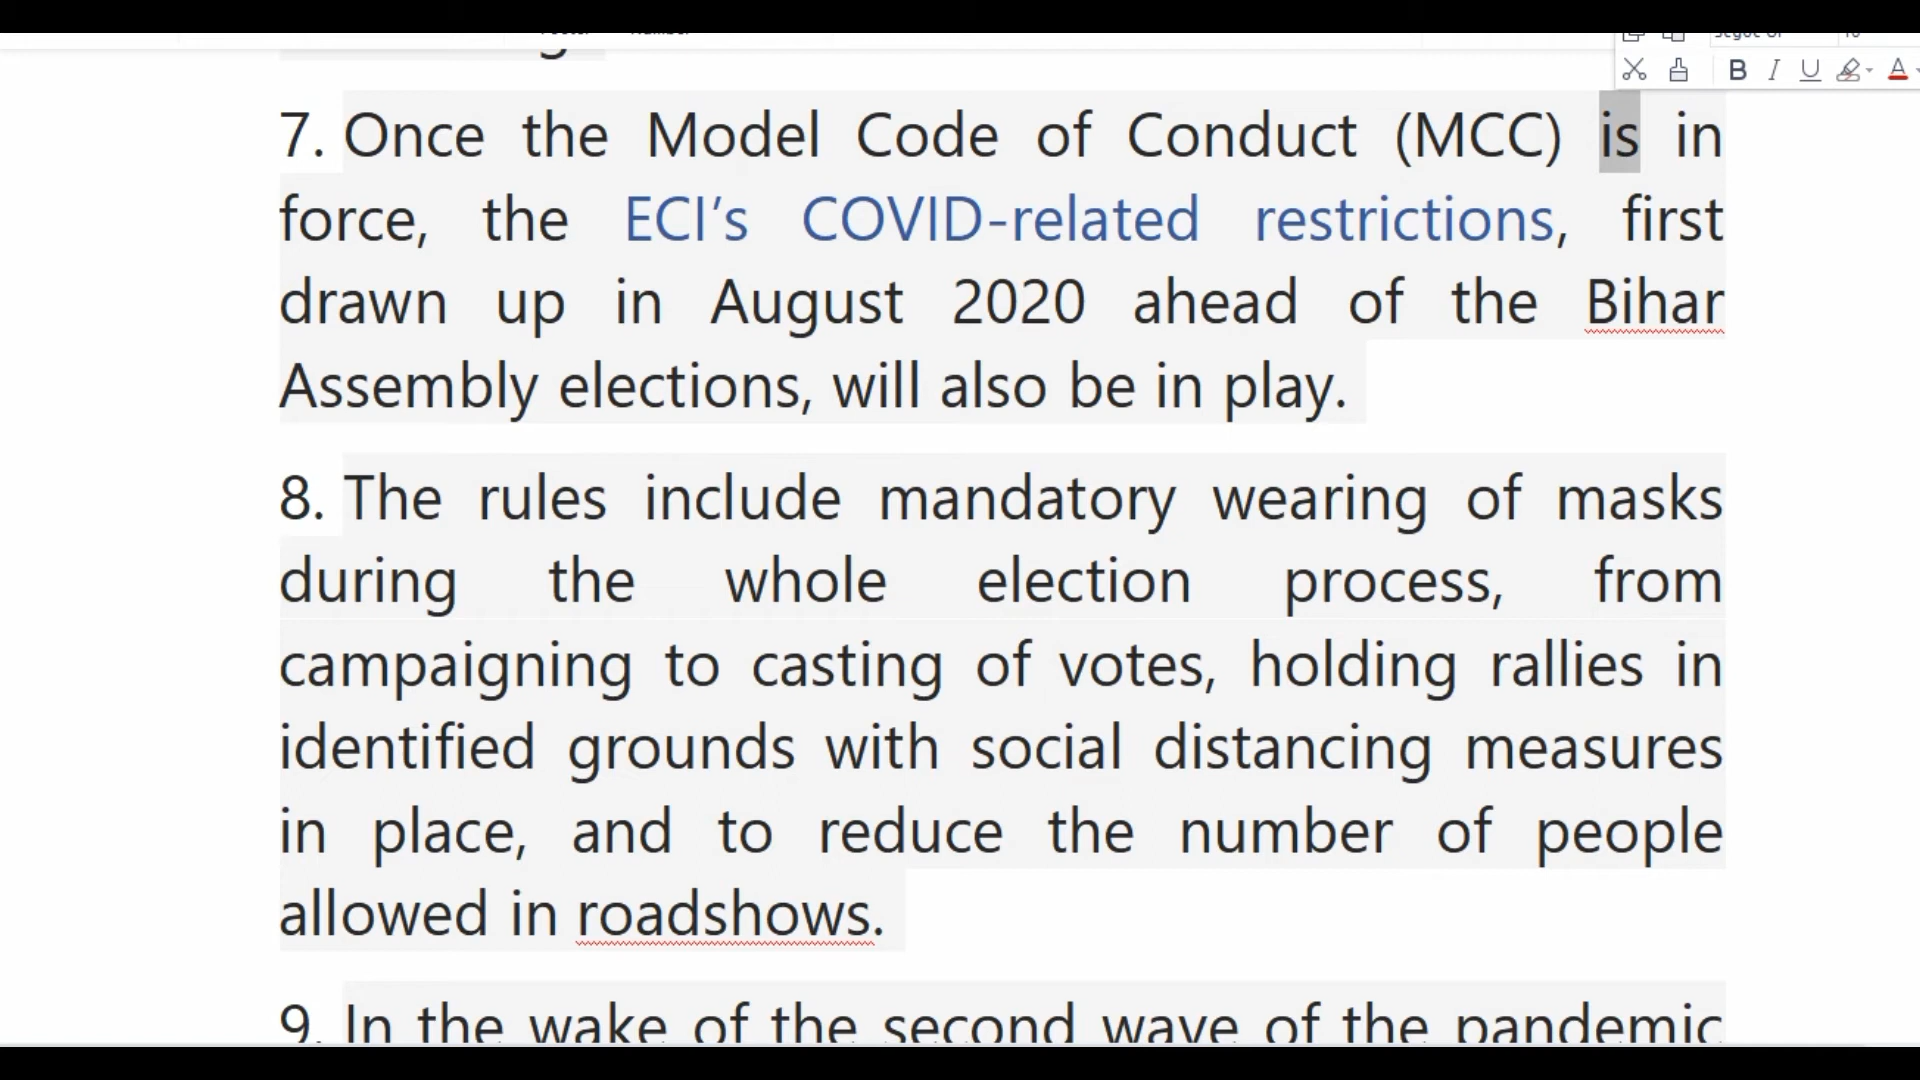 7. Once the Model Code of Conduct (MCC) is in
force, the ECI’s COVID-related restrictions, first
drawn up in August 2020 ahead of the Bihar
Assembly elections, will also be in play.
8. The rules include mandatory wearing of masks
during the whole election process, from
campaigning to casting of votes, holding rallies in
identified grounds with social distancing measures
in place, and to reduce the number of people
allowed in roadshows.
9. In the wake of the second wave of the pandemic